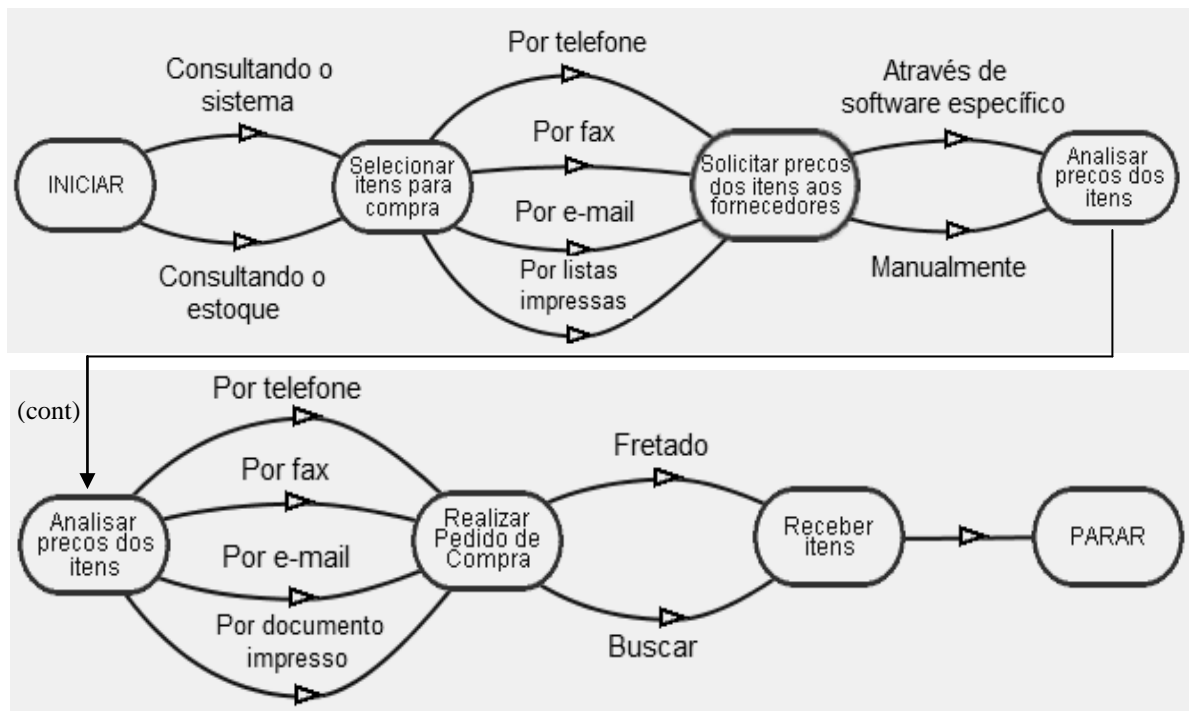 Por telefone
Consultando o
sistema
Através de
software específico
Por fax
INICIAR
Selecionar
itens para
compra
Solicitar precos
dos itens aos
fornecedores
Analisar
precos dos
itens
Por e-mail
Por listas
impressas
Consultando o
estoque
Manualmente
(cont)
Por telefone
Por fax
Fretado
Analisar
precos dos
itens
Realizar
Pedido de
Compra
Receber
itens
PARAR
Por e-mail
Por documento
impresso
Buscar